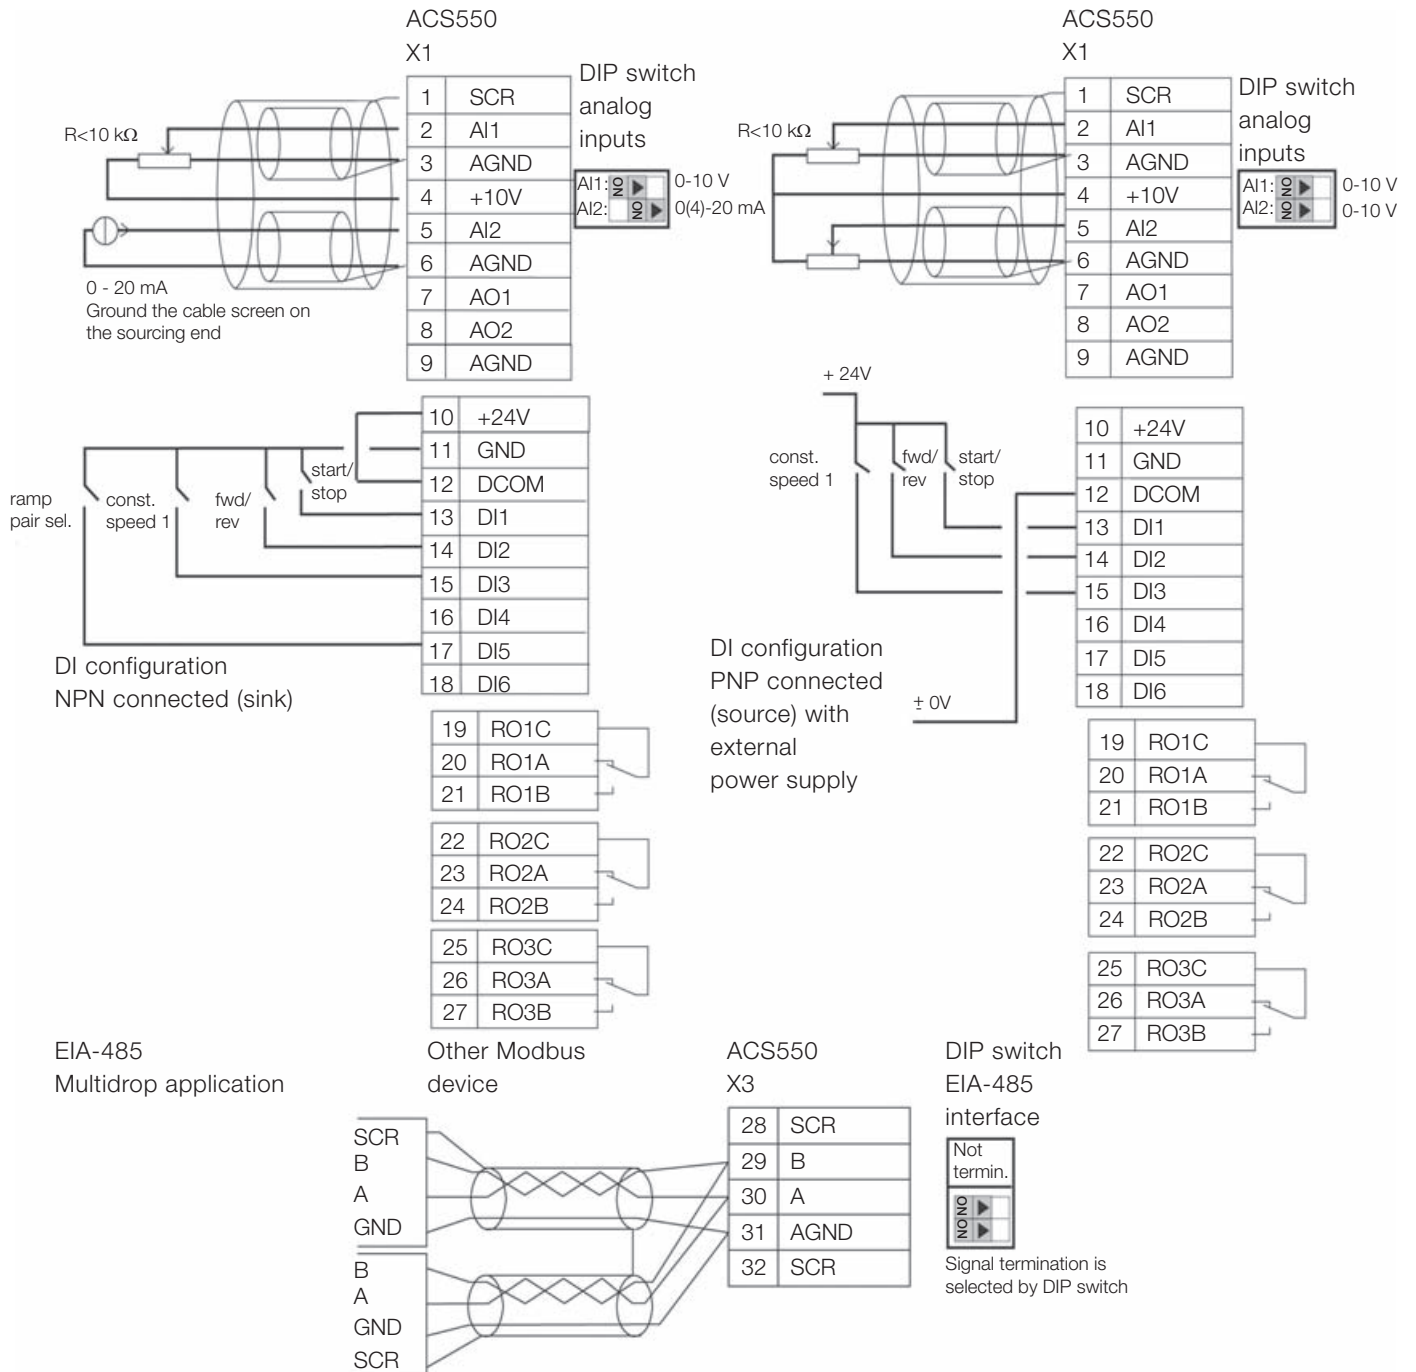 ACS550
X1
DIP switch
analog
inputs
R<10 kΩ
1 SCR
2 AI1
3 AGND
4 +10V
5 AI2
6 AGND
7 AO1
8 AO2
9 AGND
AI1: ON 0-10 V
AI2: ON 0(4)-20 mA
0 - 20 mA
Ground the cable screen on
the sourcing end
10 +24V
11 GND
12 DCOM
13 DI1
14 DI2
15 DI3
16 DI4
17 DI5
18 DI6
ramp
pair sel.
const.
speed 1
fwd/
rev
start/
stop
DI configuration
NPN connected (sink)
19 RO1C
20 RO1A
21 RO1B
22 RO2C
23 RO2A
24 RO2B
25 RO3C
26 RO3A
27 RO3B
ACS550
X1
DIP switch
analog
inputs
R<10 kΩ
1 SCR
2 AI1
3 AGND
4 +10V
5 AI2
6 AGND
7 AO1
8 AO2
9 AGND
AI1: ON 0-10 V
AI2: ON 0-10 V
+ 24V
10 +24V
11 GND
12 DCOM
13 DI1
14 DI2
15 DI3
16 DI4
17 DI5
18 DI6
const.
speed 1
fwd/
rev
start/
stop
± 0V
DI configuration
PNP connected
(source) with
external
power supply
19 RO1C
20 RO1A
21 RO1B
22 RO2C
23 RO2A
24 RO2B
25 RO3C
26 RO3A
27 RO3B
EIA-485
Multidrop application
Other Modbus
device
SCR
B
A
GND
B
A
GND
SCR
ACS550
X3
28 SCR
29 B
30 A
31 AGND
32 SCR
DIP switch
EIA-485
interface
Not
termin.
ON
ON
Signal termination is
selected by DIP switch